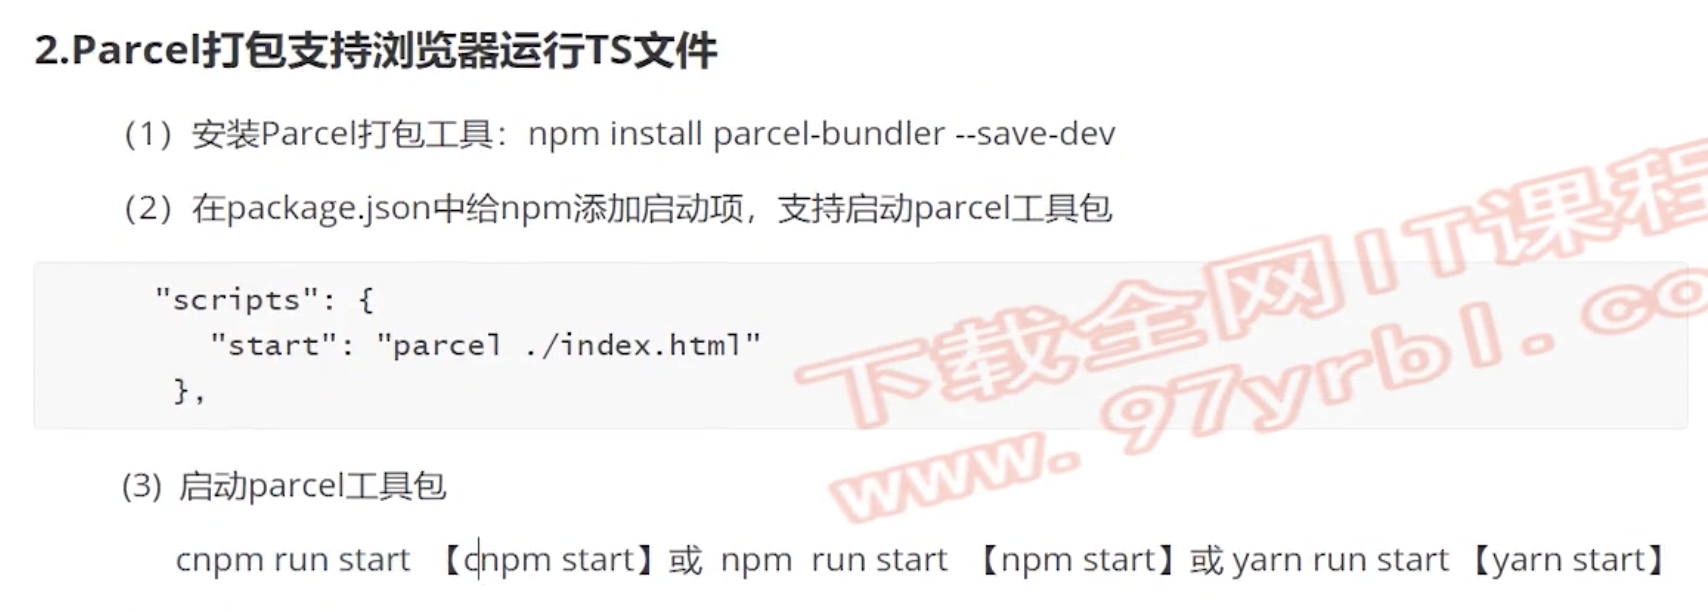 2.Parcel打包支持浏览器运行TS文件
（1）安装Parcel打包工具：npm install parcel-bundler --save-dev
（2）在package.json中给npm添加启动项，支持启动parcel工具包
"scripts": {
"start": "parcel ./index.html"
},
(3) 启动parcel工具包
cnpm run start 【cnpm start】或 npm run start 【npm start】或 yarn run start 【yarn start】
下载全网IT课程
www.97yrbl.co